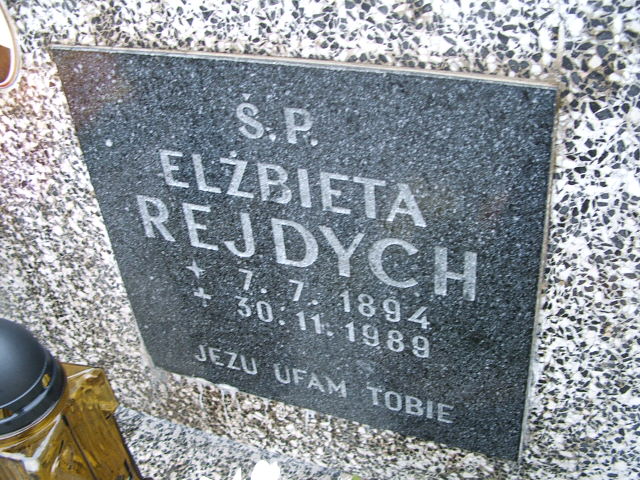 Ś.P.
ELŻBIETA
REJDYCH
* 7. 7. 1894
+ 30. 11. 1989
JEZU UFAM TOBIE